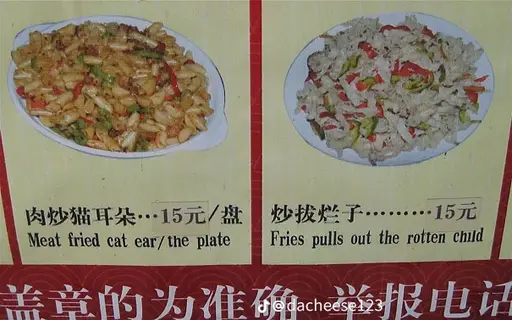 肉炒猫耳朵…15元/盘
Meat fried cat ear/the plate
炒拔烂子………15元
Fries pulls out the rotten child
盖章的为准确 举报电话
@dacheese123